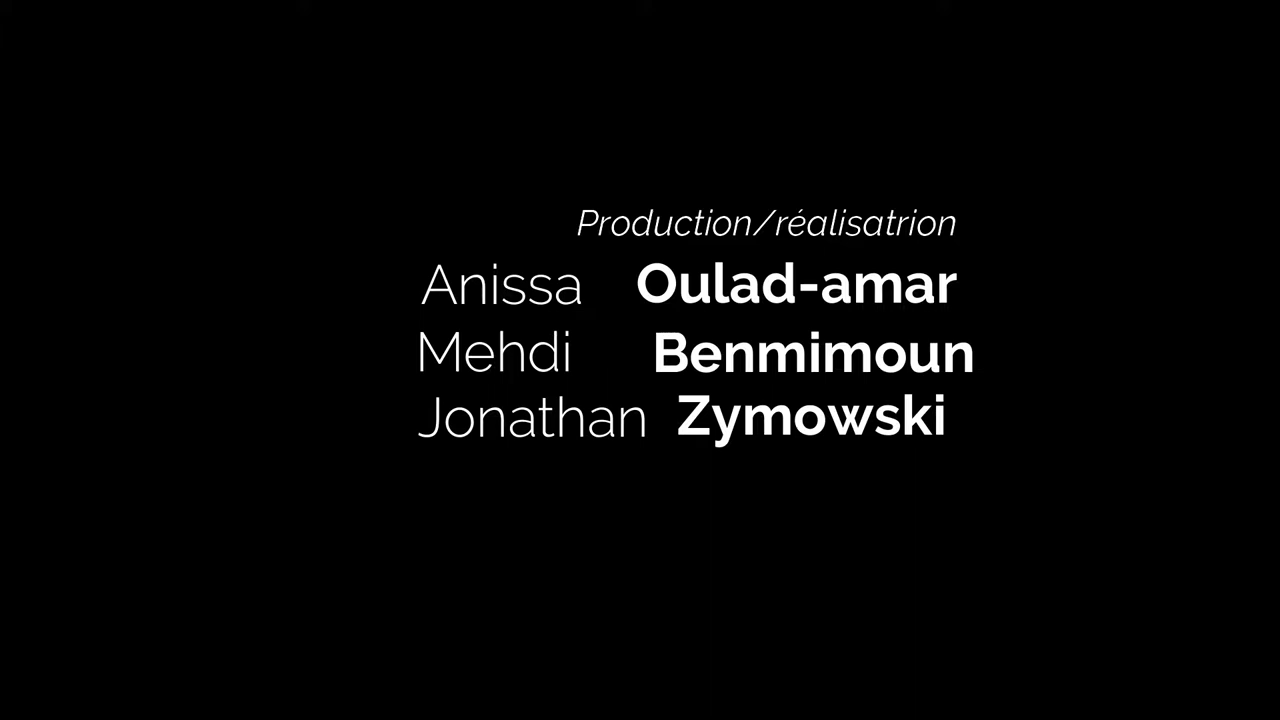 Production/réalisatrion
Anissa Oulad-amar
Mehdi Benmimoun
Jonathan Zymowski